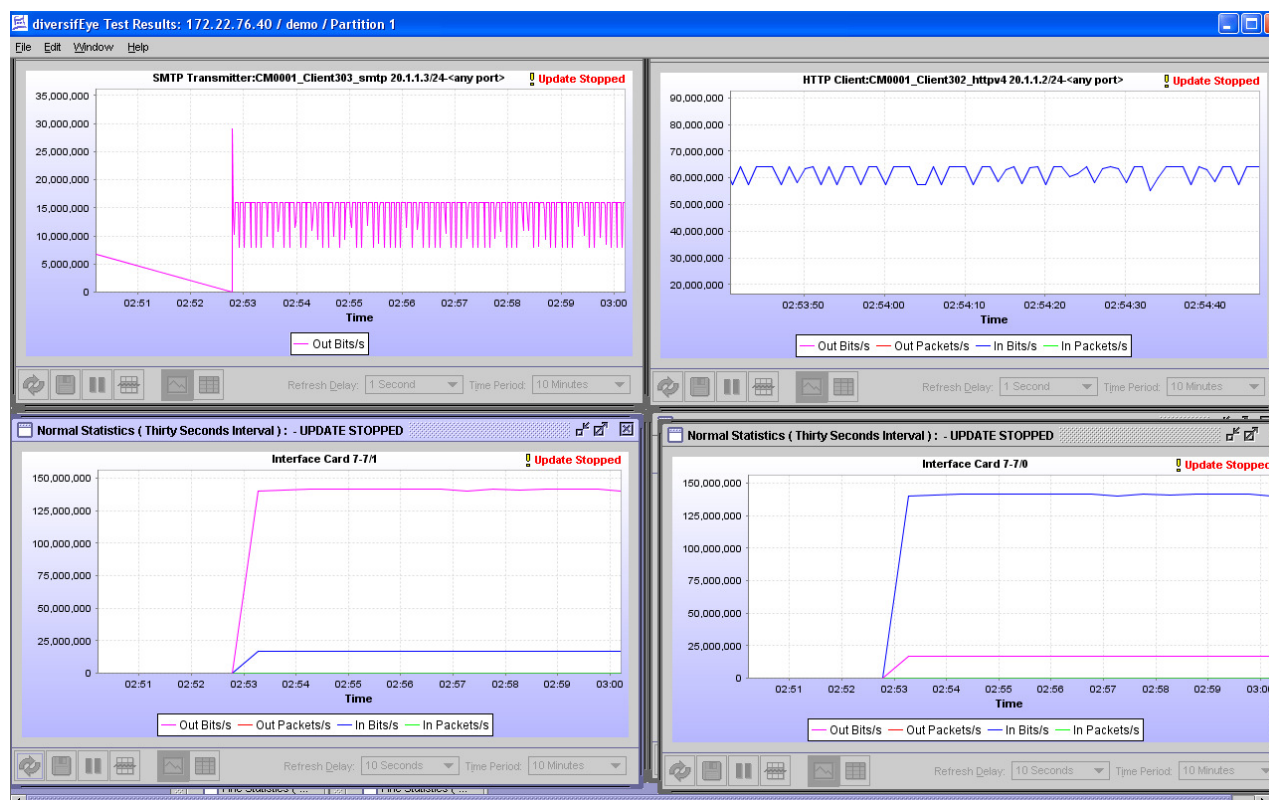 diversifEye Test Results: 172.22.76.40 / demo / Partition 1
File Edit Window Help
SMTP Transmitter:CM0001_Client303_smtp 20.1.1.3/24-<any port>
Update Stopped
35,000,000
30,000,000
25,000,000
20,000,000
15,000,000
10,000,000
5,000,000
0
02:51 02:52 02:53 02:54 02:55 02:56 02:57 02:58 02:59 03:00
Time
Out Bits/s
Refresh Delay: 1 Second Time Period: 10 Minutes
HTTP Client:CM0001_Client302_httpv4 20.1.1.2/24-<any port>
Update Stopped
90,000,000
80,000,000
70,000,000
60,000,000
50,000,000
40,000,000
30,000,000
20,000,000
02:53:50 02:54:00 02:54:10 02:54:20 02:54:30 02:54:40
Time
Out Bits/s Out Packets/s In Bits/s In Packets/s
Refresh Delay: 1 Second Time Period: 10 Minutes
Normal Statistics ( Thirty Seconds Interval ) : - UPDATE STOPPED
Interface Card 7-7/1
Update Stopped
150,000,000
125,000,000
100,000,000
75,000,000
50,000,000
25,000,000
0
02:51 02:52 02:53 02:54 02:55 02:56 02:57 02:58 02:59 03:00
Time
Out Bits/s Out Packets/s In Bits/s In Packets/s
Refresh Delay: 10 Seconds Time Period: 10 Minutes
Normal Statistics ( Thirty Seconds Interval ) : - UPDATE STOPPED
Interface Card 7-7/0
Update Stopped
150,000,000
125,000,000
100,000,000
75,000,000
50,000,000
25,000,000
0
02:51 02:52 02:53 02:54 02:55 02:56 02:57 02:58 02:59 03:0
Time
Out Bits/s Out Packets/s In Bits/s In Packets/s
Refresh Delay: 10 Seconds Time Period: 10 Minutes
Fine Statistics ( ... Fine Statistics ( ...